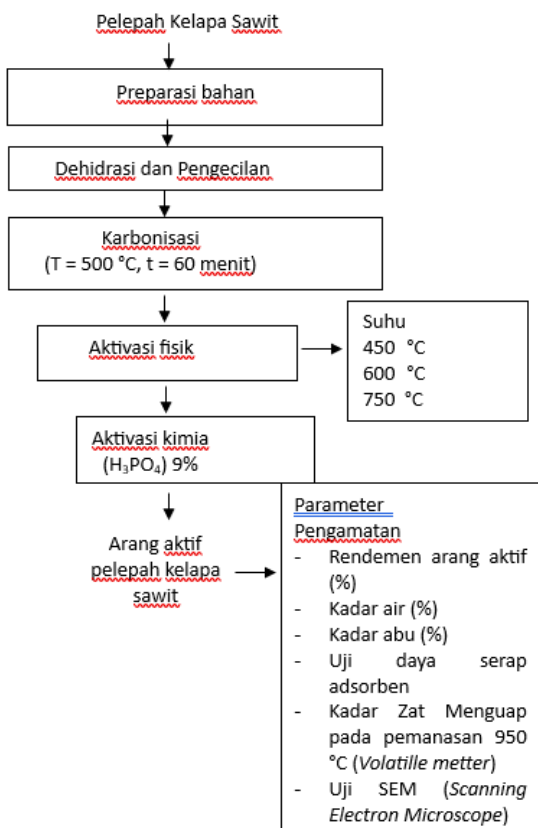 Pelepah Kelapa Sawit
Preparasi bahan
Dehidrasi dan Pengecilan
Karbonisasi
(T = 500 °C, t = 60 menit)
Aktivasi fisik
Suhu
450 °C
600 °C
750 °C
Aktivasi kimia
(H₃PO₄) 9%
Arang aktif
pelepah kelapa
sawit
Parameter
Pengamatan
- Rendemen arang aktif
(%)
- Kadar air (%)
- Kadar abu (%)
- Uji daya serap
adsorben
- Kadar Zat Menguap
pada pemanasan 950
°C (Volatille metter)
- Uji SEM (Scanning
Electron Microscope)